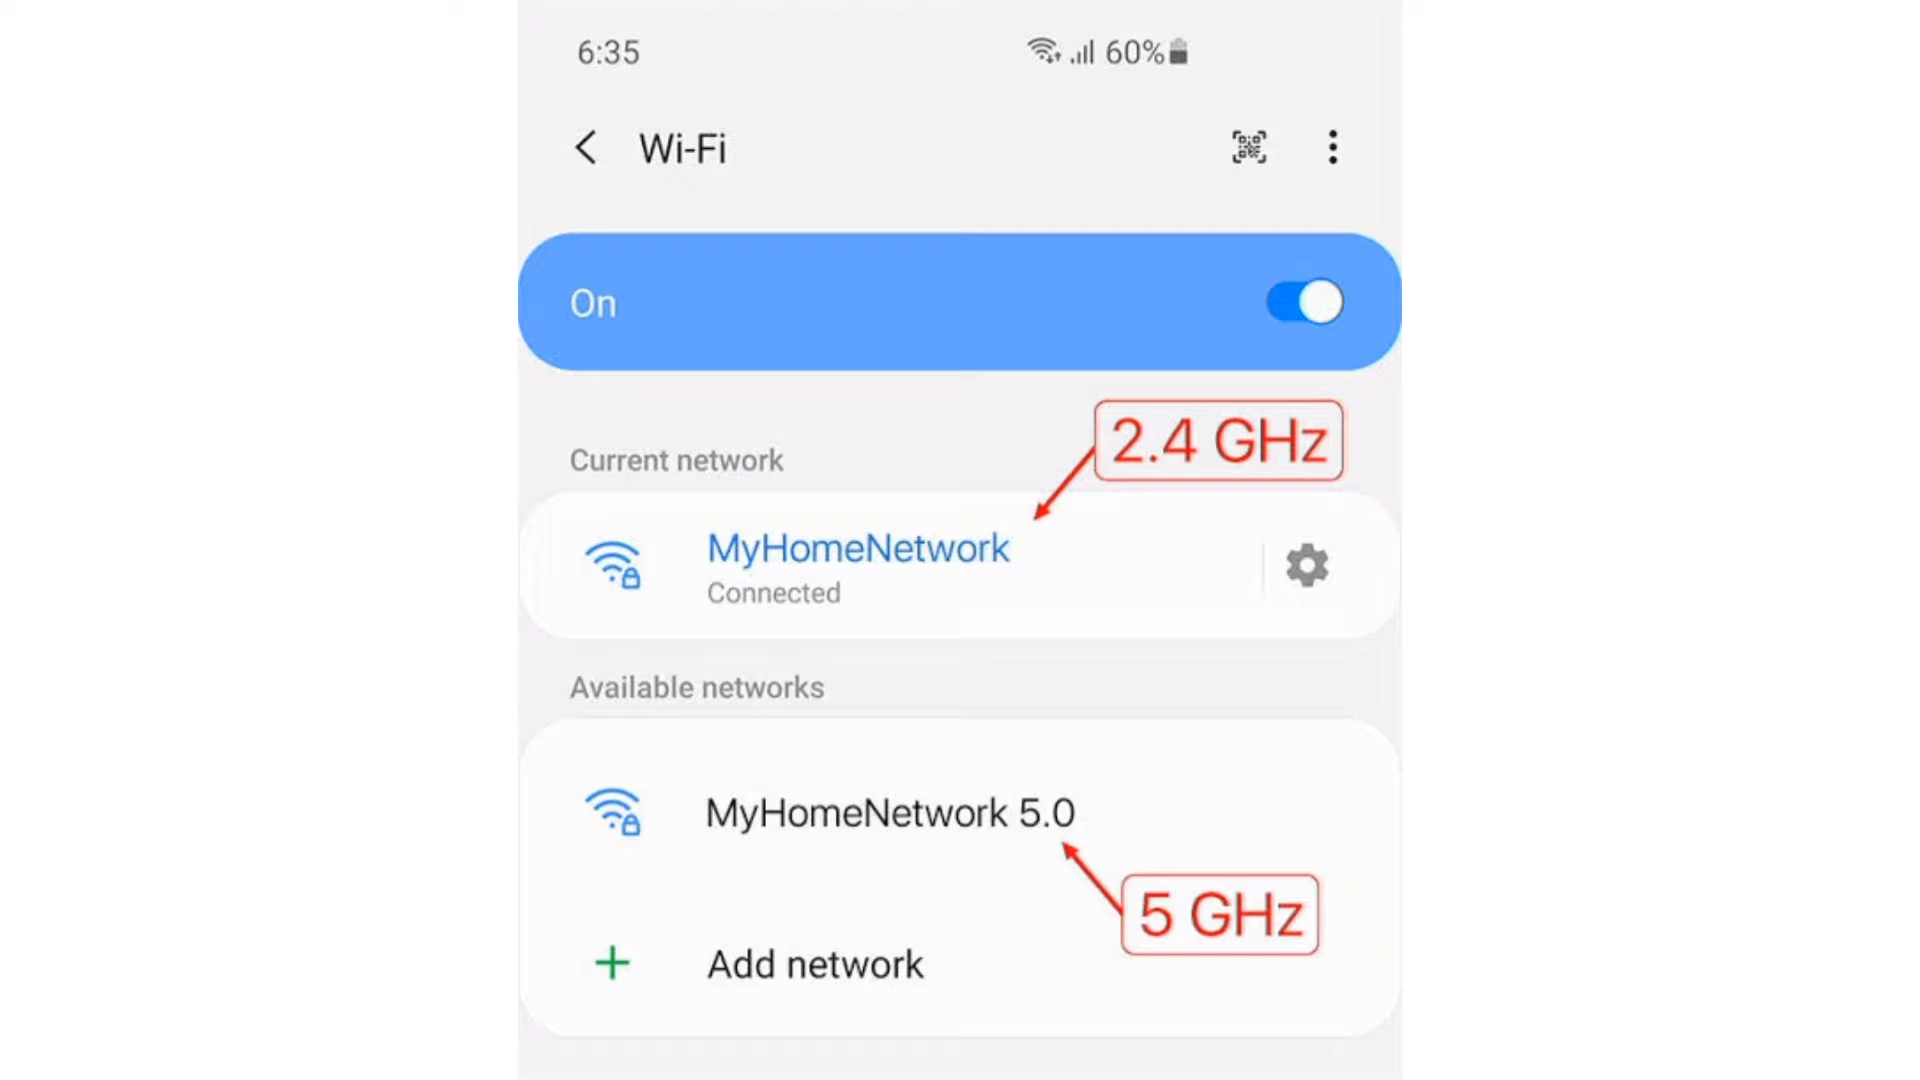 6:35
60%
Wi-Fi
On
2.4 GHz
Current network
MyHomeNetwork
Connected
Available networks
MyHomeNetwork 5.0
5 GHz
Add network